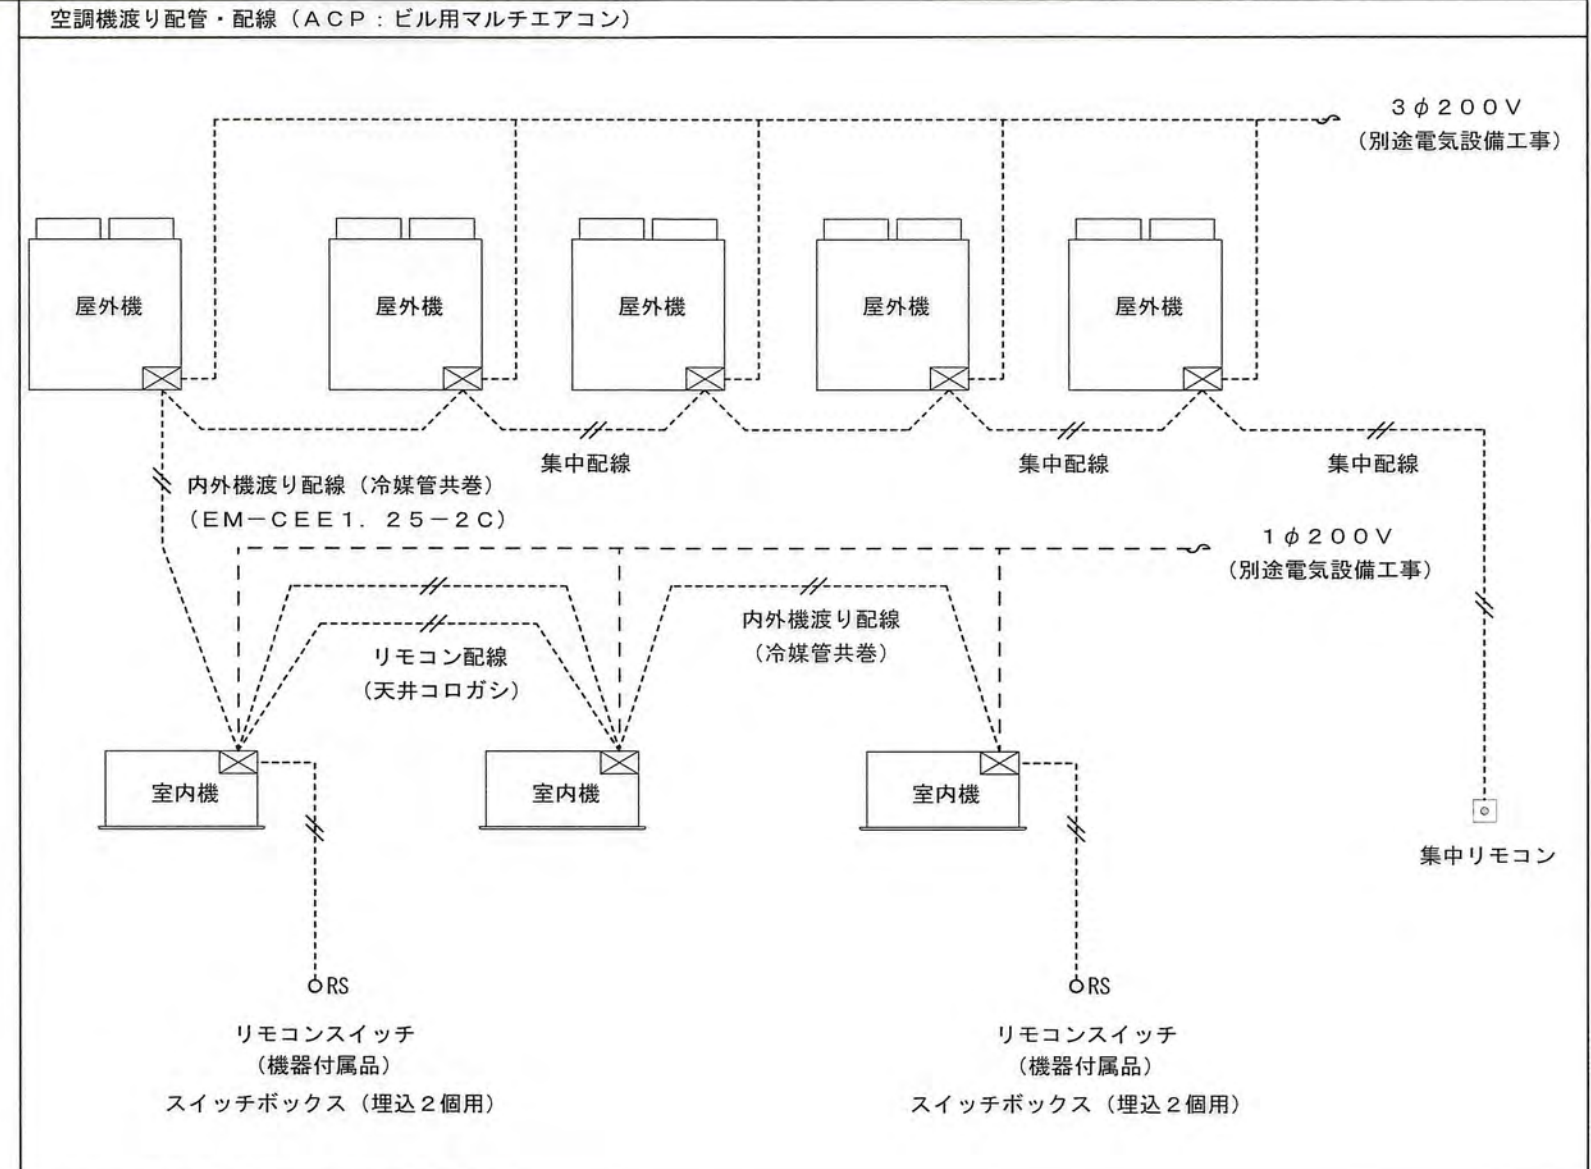 空調機渡り配管・配線（ＡＣＰ：ビル用マルチエアコン）
３φ２００Ｖ
（別途電気設備工事）
屋外機
屋外機
屋外機
屋外機
屋外機
集中配線
集中配線
集中配線
内外機渡り配線（冷媒管共巻）
（ＥＭ－ＣＥＥ１．２５－２Ｃ）
１φ２００Ｖ
（別途電気設備工事）
内外機渡り配線
（冷媒管共巻）
リモコン配線
（天井コロガシ）
室内機
室内機
室内機
集中リモコン
RS
RS
リモコンスイッチ
（機器付属品）
スイッチボックス（埋込２個用）
リモコンスイッチ
（機器付属品）
スイッチボックス（埋込２個用）